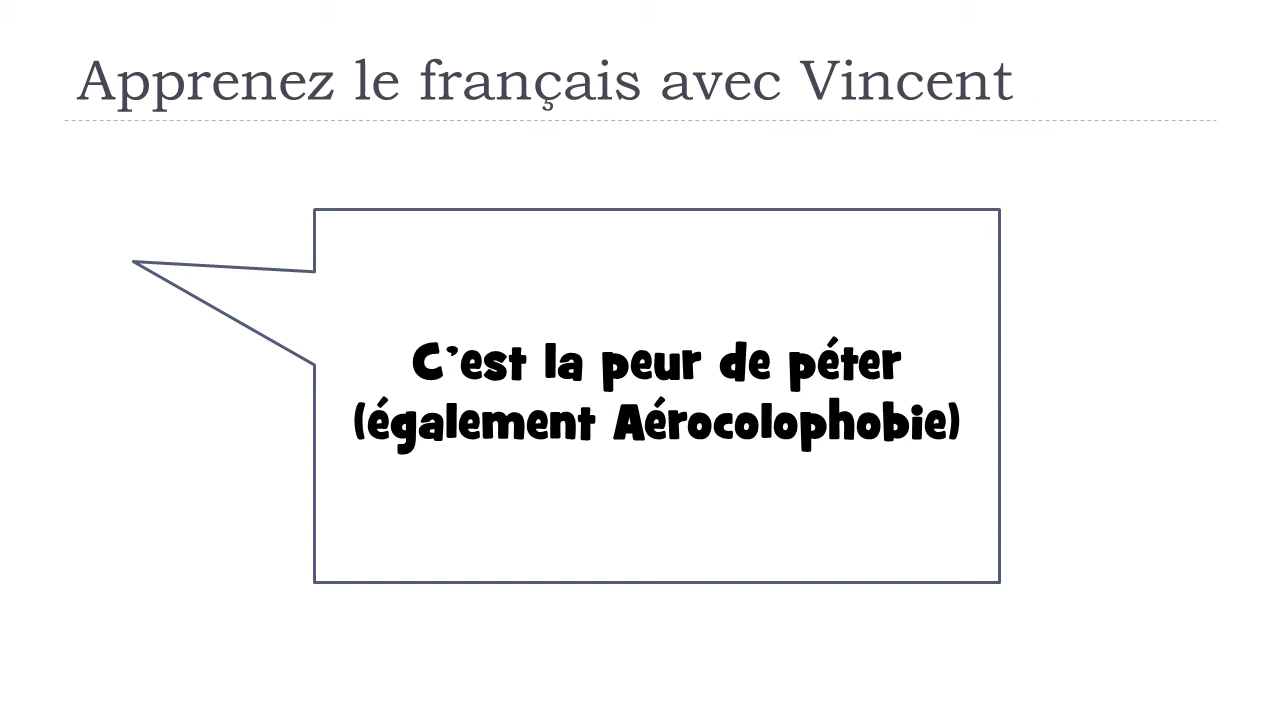 Apprenez le français avec Vincent
C'est la peur de péter
(également Aérocolophobie)